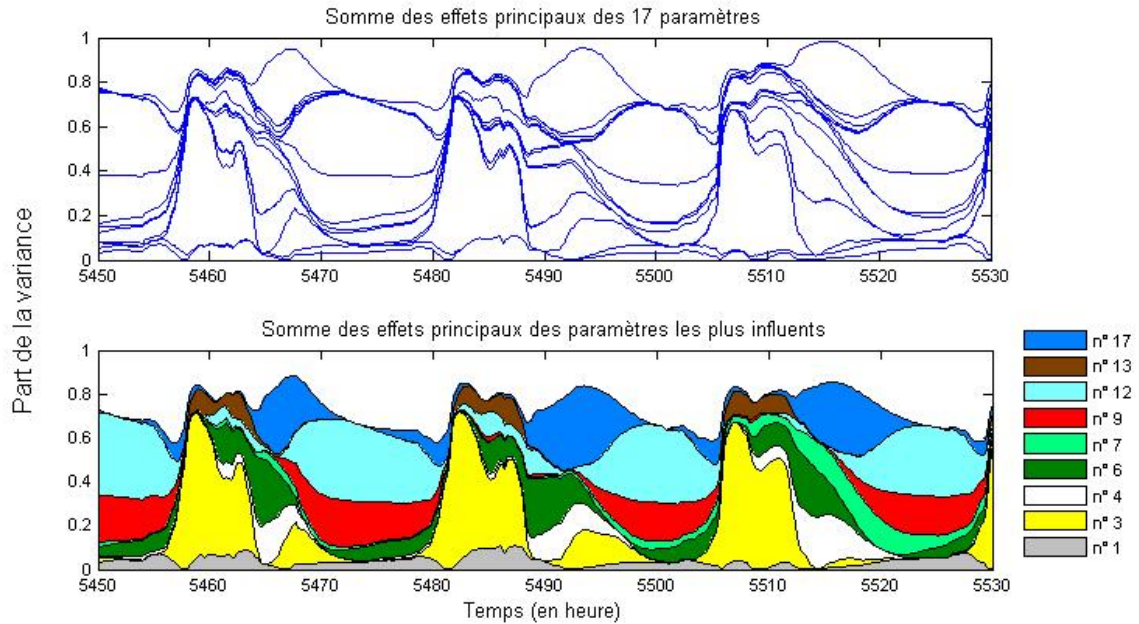 Somme des effets principaux des 17 paramètres
1
0.8
0.6
0.4
0.2
0
5450 5460 5470 5480 5490 5500 5510 5520 5530
Part de la variance
Somme des effets principaux des paramètres les plus influents
1
0.8
0.6
0.4
0.2
0
5450 5460 5470 5480 5490 5500 5510 5520 5530
Temps (en heure)
n° 17
n° 13
n° 12
n° 9
n° 7
n° 6
n° 4
n° 3
n° 1